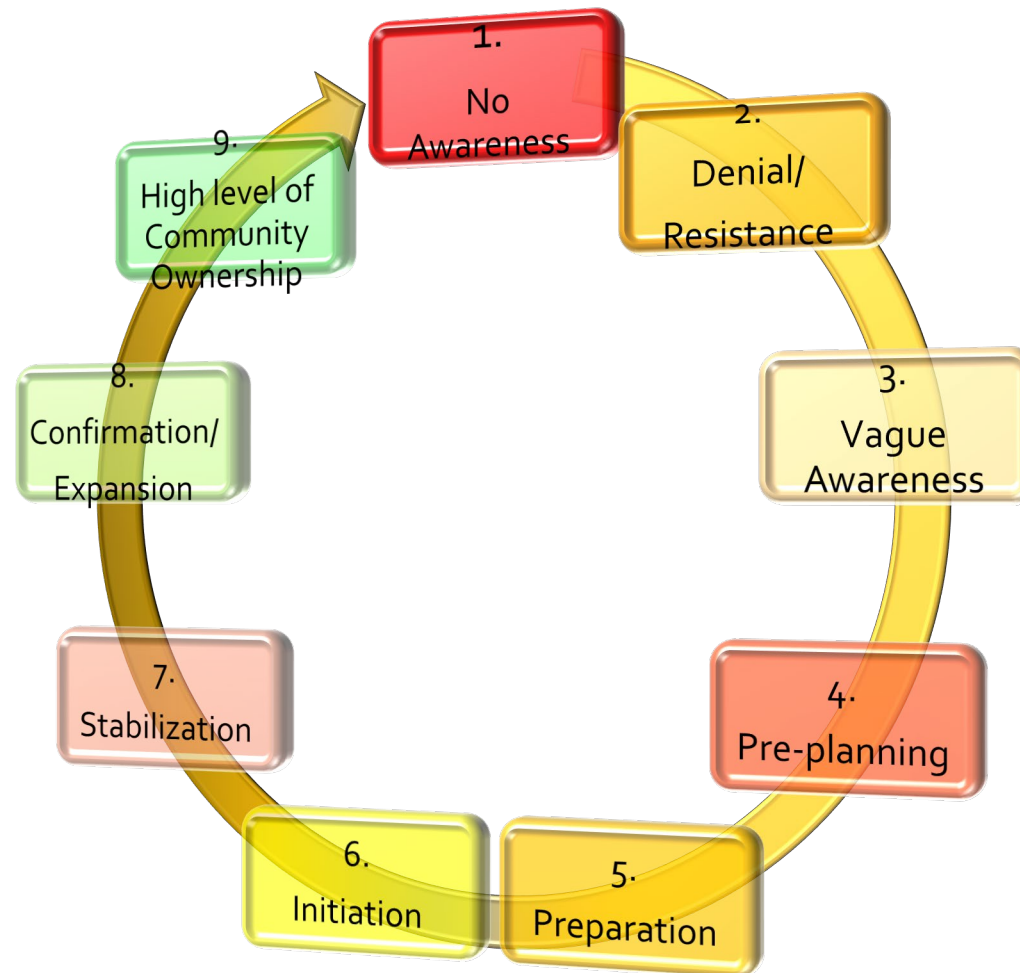 1.
No
Awareness
2.
Denial/
Resistance
3.
Vague
Awareness
4.
Pre-planning
5.
Preparation
6.
Initiation
7.
Stabilization
8.
Confirmation/
Expansion
9.
High level of
Community
Ownership